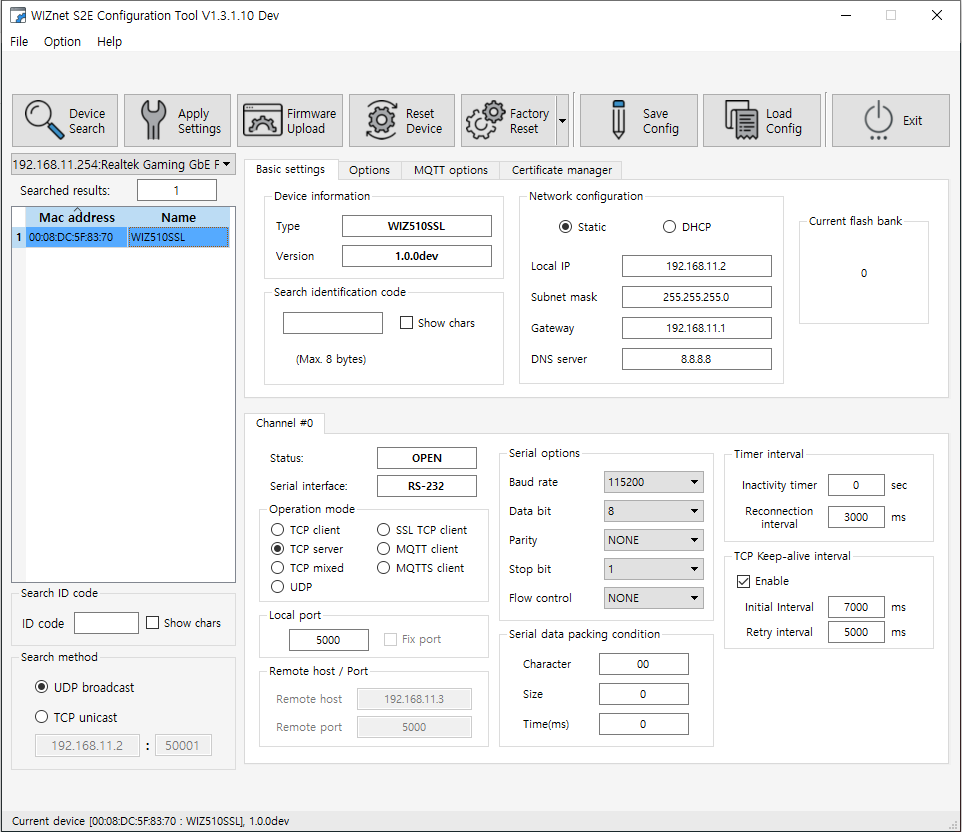 WIZnet S2E Configuration Tool V1.3.1.10 Dev
File Option Help
Device Search
Apply Settings
Firmware Upload
Reset Device
Factory Reset
Save Config
Load Config
Exit
192.168.11.254:Realtek Gaming GbE F
Searched results: 1
Mac address Name
1 00:08:DC:5F:83:70 WIZ510SSL
Search ID code
ID code Show chars
Search method
UDP broadcast
TCP unicast
192.168.11.2 : 50001
Basic settings Options MQTT options Certificate manager
Device information
Type WIZ510SSL
Version 1.0.0dev
Search identification code
Show chars
(Max. 8 bytes)
Network configuration
Static DHCP
Local IP 192.168.11.2
Subnet mask 255.255.255.0
Gateway 192.168.11.1
DNS server 8.8.8.8
Current flash bank
0
Channel #0
Status: OPEN
Serial interface: RS-232
Operation mode
TCP client SSL TCP client
TCP server MQTT client
TCP mixed MQTTS client
UDP
Local port
5000 Fix port
Remote host / Port
Remote host 192.168.11.3
Remote port 5000
Serial options
Baud rate 115200
Data bit 8
Parity NONE
Stop bit 1
Flow control NONE
Serial data packing condition
Character 00
Size 0
Time(ms) 0
Timer interval
Inactivity timer 0 sec
Reconnection
interval 3000 ms
TCP Keep-alive interval
Enable
Initial Interval 7000 ms
Retry interval 5000 ms
Current device [00:08:DC:5F:83:70 : WIZ510SSL], 1.0.0dev